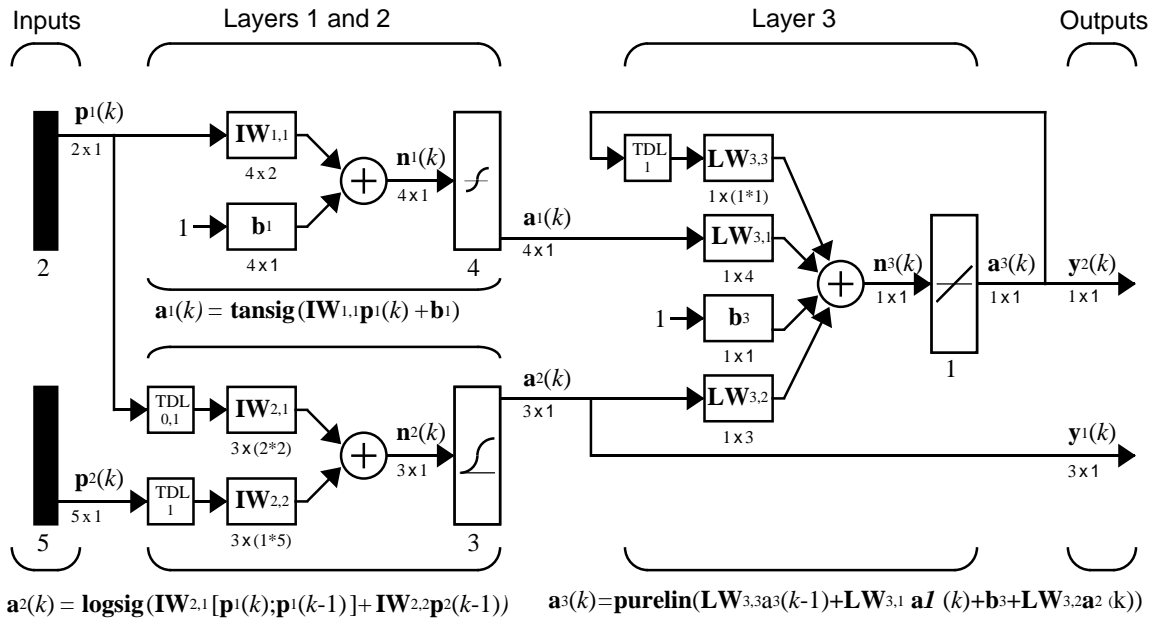 Inputs
Layers 1 and 2
Layer 3
Outputs
p1(k)
2 x 1
2
IW1,1
4 x 2
1
b1
4 x 1
n1(k)
4 x 1
4
a1(k) = tansig (IW1,1p1(k) +b1)
a1(k)
4 x 1
TDL
1
LW3,3
1 x (1*1)
LW3,1
1 x 4
1
b3
1 x 1
LW3,2
1 x 3
n3(k)
1 x 1
1
a3(k)
1 x 1
y2(k)
1 x 1
p2(k)
5 x 1
5
TDL
0,1
IW2,1
3 x (2*2)
TDL
1
IW2,2
3 x (1*5)
n2(k)
3 x 1
3
a2(k)
3 x 1
y1(k)
3 x 1
a2(k) = logsig (IW2,1 [p1(k);p1(k-1) ]+ IW2,2p2(k-1))
a3(k)=purelin(LW3,3a3(k-1)+LW3,1 a1 (k)+b3+LW3,2a2 (k))